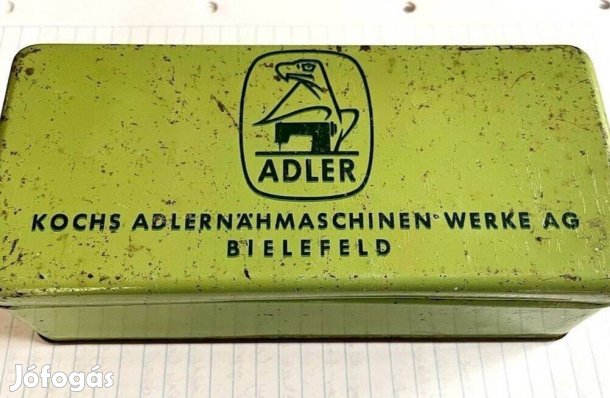 ADLER
KOCHS ADLERNÄHMASCHINEN WERKE AG
BIELEFELD
Jófogás